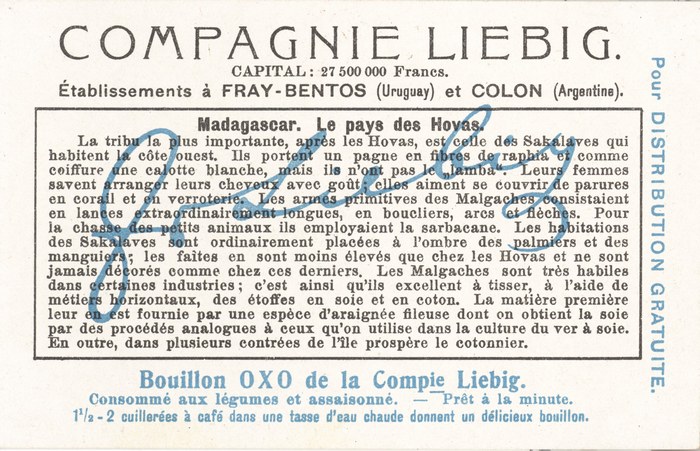 COMPAGNIE LIEBIG.
CAPITAL: 27 500 000 Francs.
Établissements à FRAY-BENTOS (Uruguay) et COLON (Argentine).
Madagascar. Le pays des Hovas.
La tribu la plus importante, après les Hovas, est celle des Sakalaves qui
habitent la côte ouest. Ils portent un pagne en fibres de raphia et comme
coiffure une calotte blanche, mais ils n'ont pas le lamba. Leurs femmes
savent arranger leurs cheveux avec goût; elles aiment se couvrir de parures
en corail et en verroterie. Les armes primitives des Malgaches consistaient
en lances extraordinairement longues, en boucliers, arcs et flèches. Pour
la chasse des petits animaux ils employaient la sarbacane. Les habitations
des Sakalaves sont ordinairement placées à l'ombre des palmiers et des
manguiers; les faîtes en sont moins élevés que chez les Hovas et ne sont
jamais décorés comme chez ces derniers. Les Malgaches sont très habiles
dans certaines industries; c'est ainsi qu'ils excellent à tisser, à l'aide de
métiers horizontaux, des étoffes en soie et en coton. La matière première
leur en est fournie par une espèce d'araignée fileuse dont on obtient la soie
par des procédés analogues à ceux qu'on utilise dans la culture du ver à soie.
En outre, dans plusieurs contrées de l'île prospère le cotonnier.
J v Liebig
Pour DISTRIBUTION GRATUITE.
Bouillon OXO de la Compie Liebig.
Consommé aux légumes et assaisonné. — Prêt à la minute.
1½ - 2 cuillerées à café dans une tasse d'eau chaude donnent un délicieux bouillon.